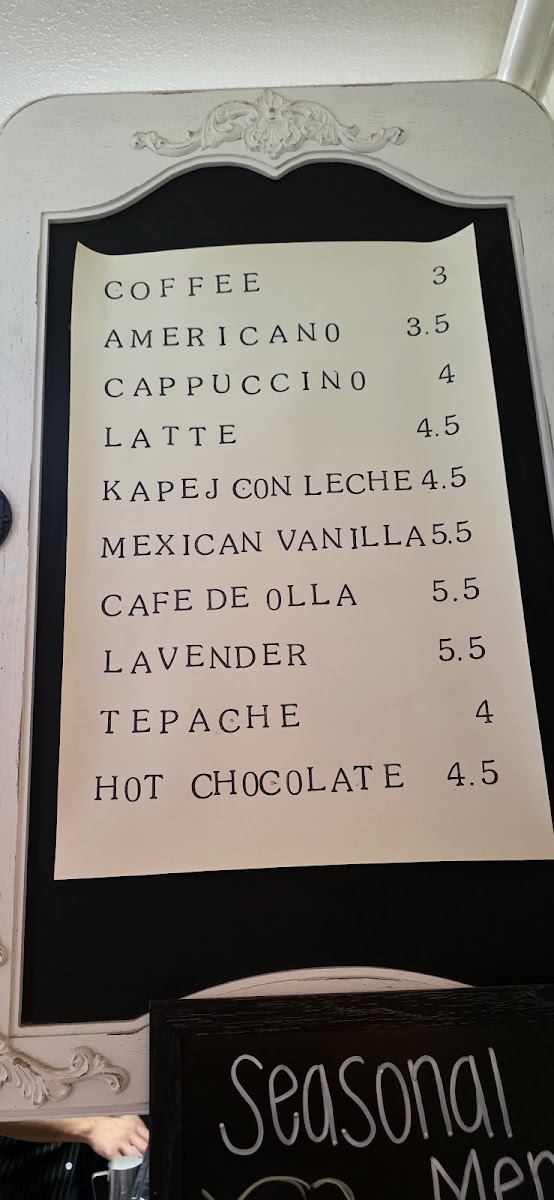 COFFEE 3
AMERICANO 3.5
CAPPUCCINO 4
LATTE 4.5
KAPEJ CON LECHE 4.5
MEXICAN VANILLA 5.5
CAFE DE OLLA 5.5
LAVENDER 5.5
TEPACHE 4
HOT CHOCOLATE 4.5
Seasonal
Men